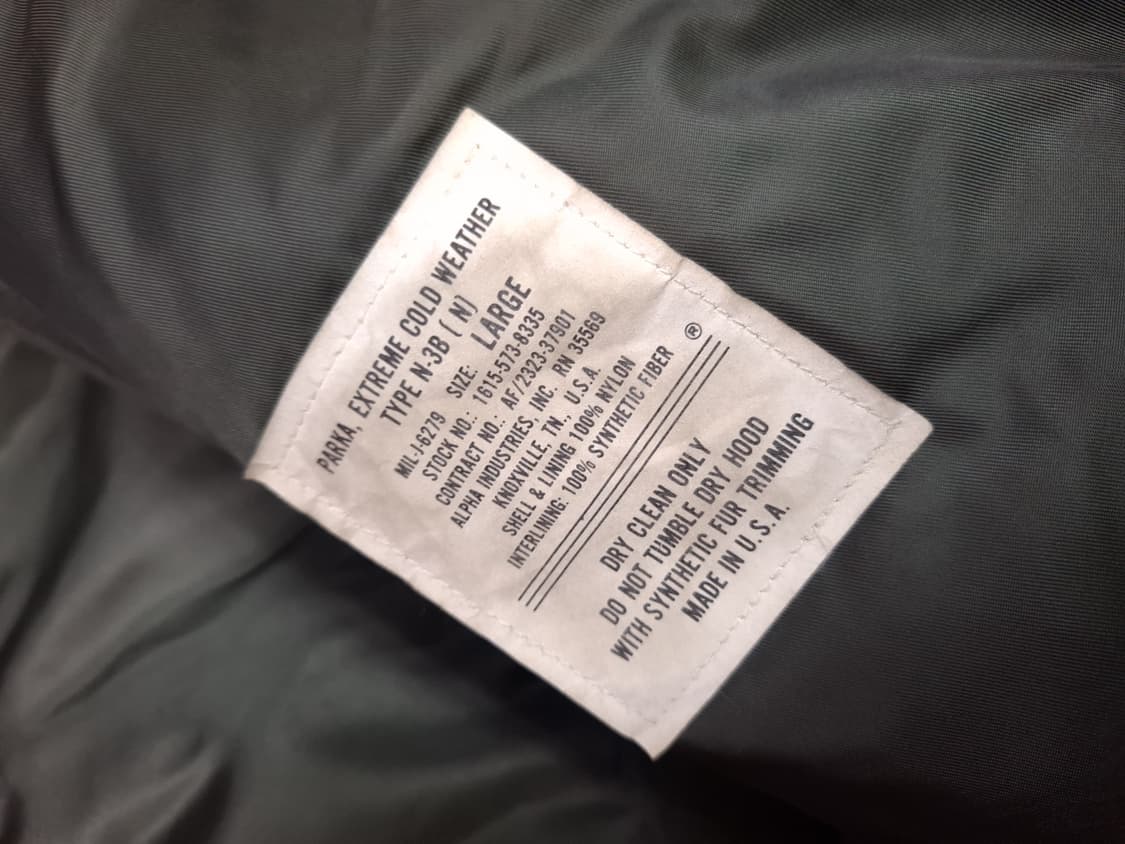 PARKA, EXTREME COLD WEATHER
TYPE N-3B ( N)
MIL-J-6279 SIZE: LARGE
STOCK NO.: 1615-573-8335
CONTRACT NO.: AF/2323-37901
ALPHA INDUSTRIES, INC. RN 35569
KNOXVILLE, TN., U.S.A.
SHELL & LINING 100% NYLON
INTERLINING: 100% SYNTHETIC FIBER
®
DRY CLEAN ONLY
DO NOT TUMBLE DRY HOOD
WITH SYNTHETIC FUR TRIMMING
MADE IN U.S.A.